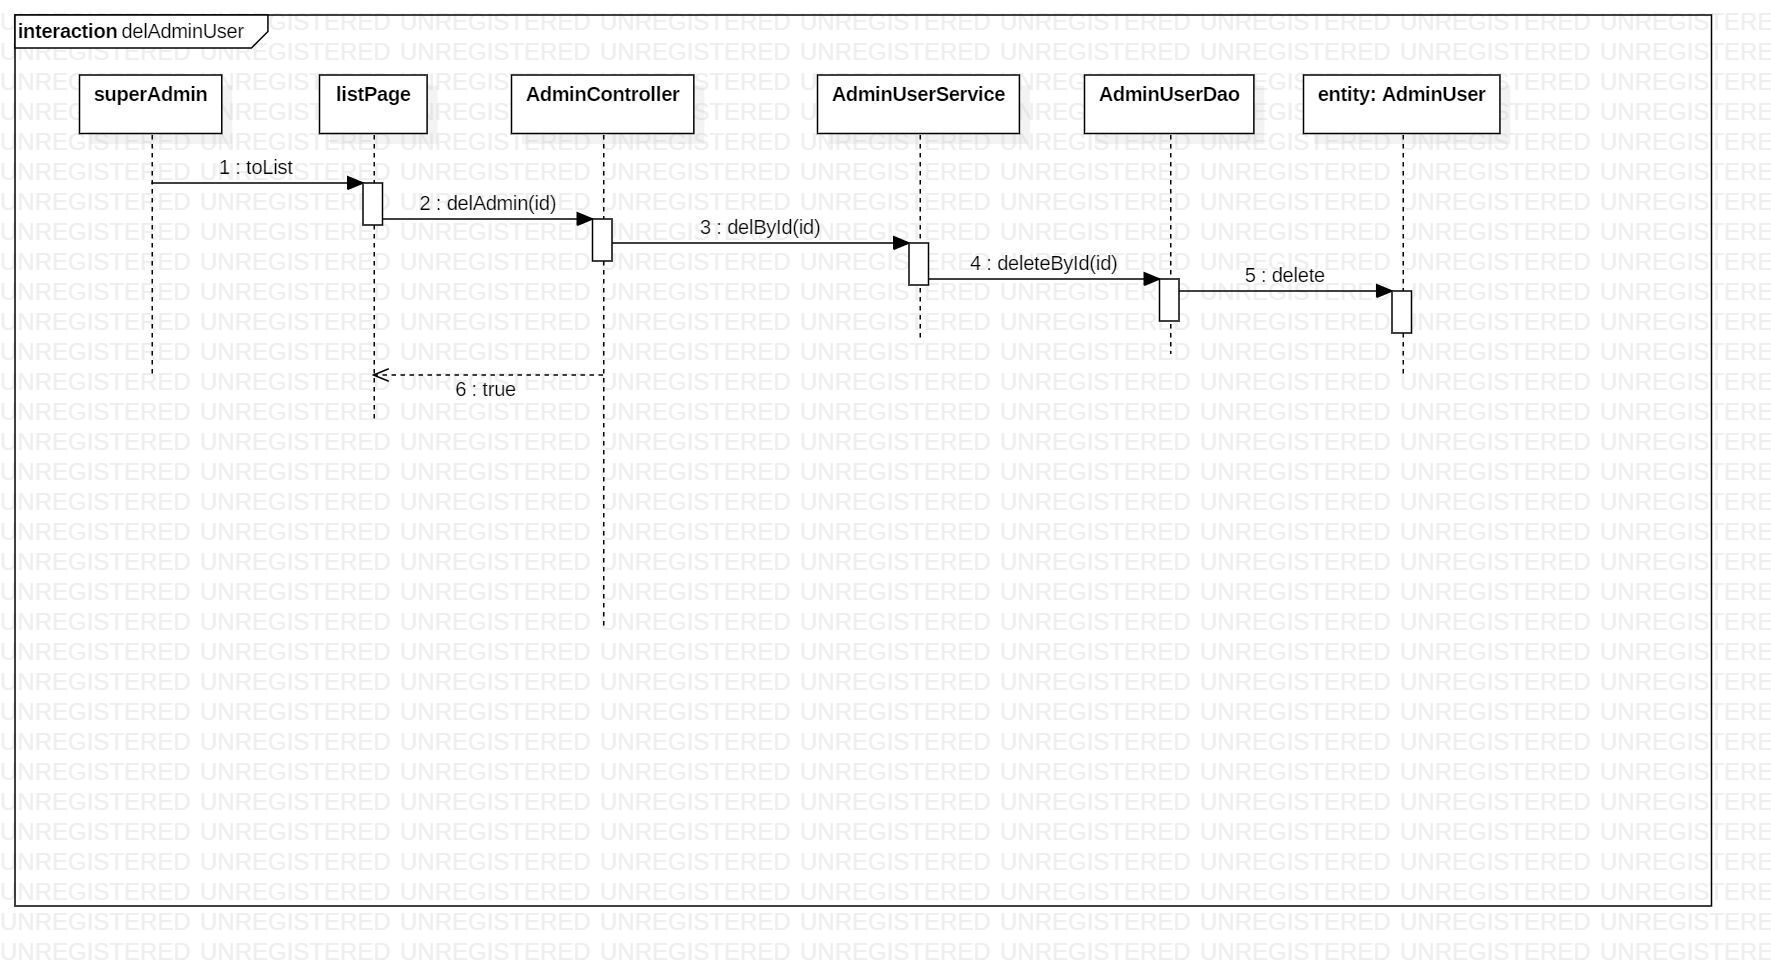 interaction delAdminUser
superAdmin
listPage
AdminController
AdminUserService
AdminUserDao
entity: AdminUser
1 : toList
2 : delAdmin(id)
3 : delById(id)
4 : deleteById(id)
5 : delete
6 : true
UNREGISTERED